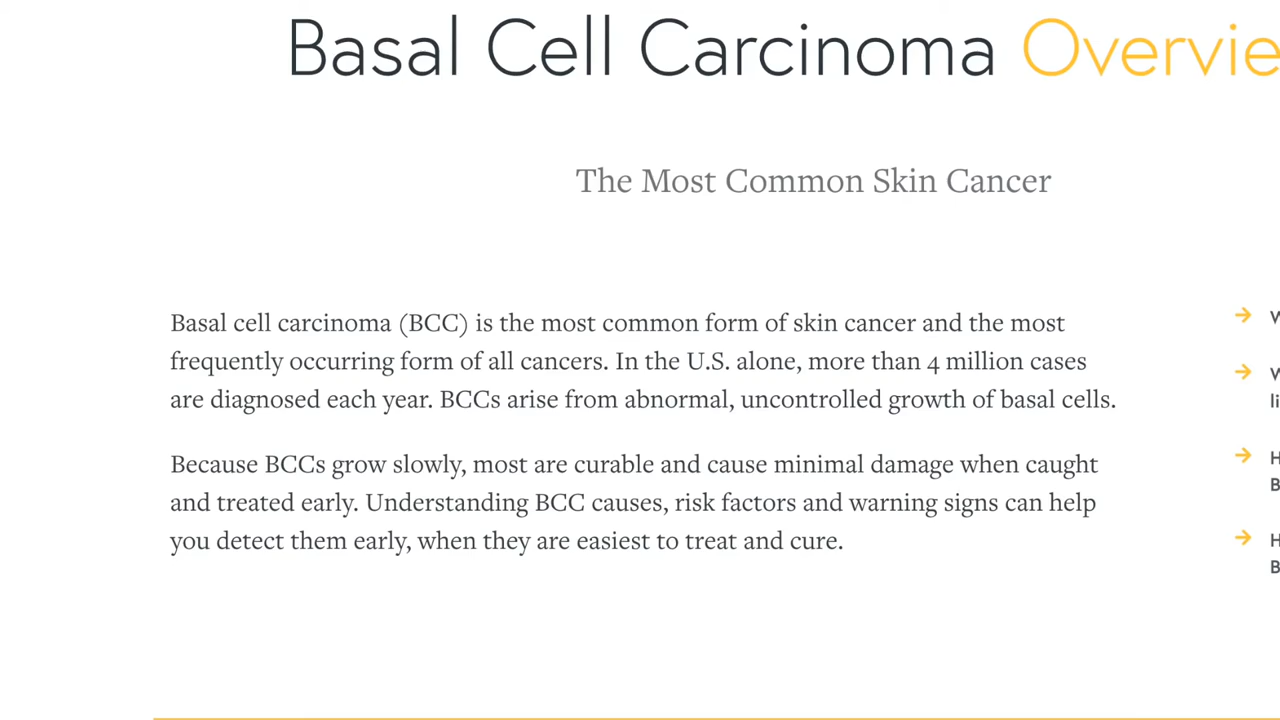 Basal Cell Carcinoma Overvie
The Most Common Skin Cancer
Basal cell carcinoma (BCC) is the most common form of skin cancer and the most
frequently occurring form of all cancers. In the U.S. alone, more than 4 million cases
are diagnosed each year. BCCs arise from abnormal, uncontrolled growth of basal cells.
Because BCCs grow slowly, most are curable and cause minimal damage when caught
and treated early. Understanding BCC causes, risk factors and warning signs can help
you detect them early, when they are easiest to treat and cure.